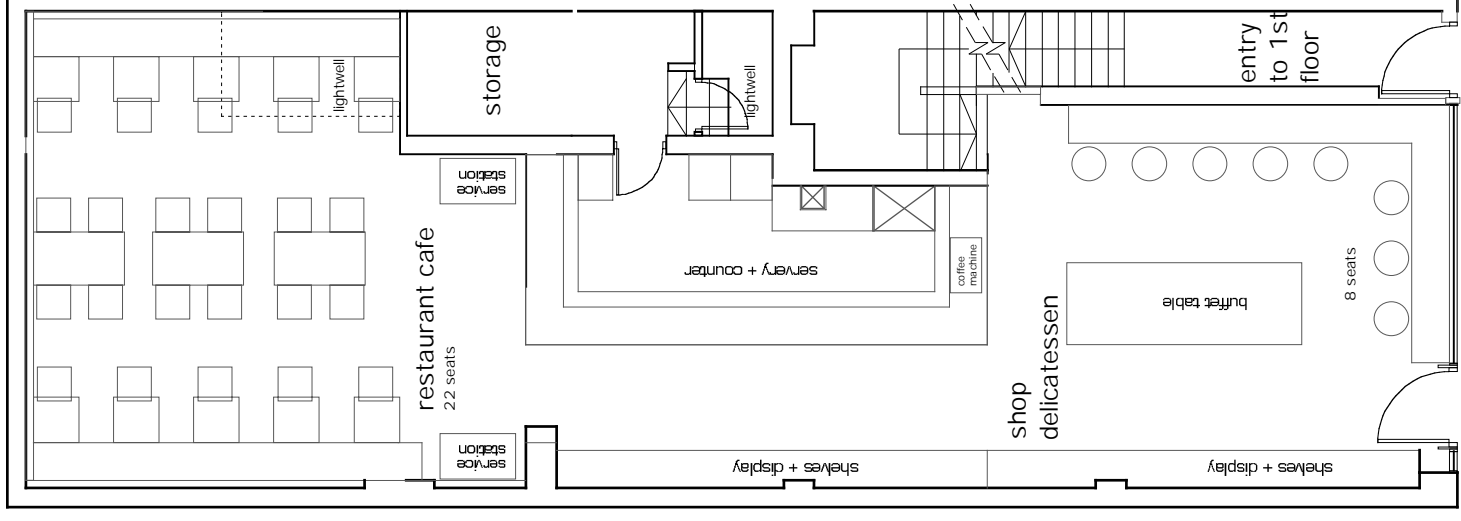 lightwell
storage
lightwell
entry
to 1st
floor
service
station
restaurant cafe
22 seats
servery + counter
coffee
machine
buffet table
8 seats
shop
delicatessen
service
station
shelves + display
shelves + display